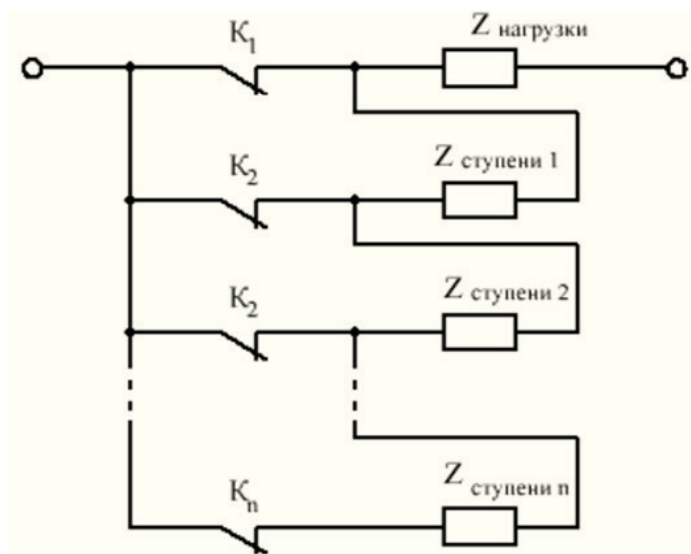 K₁
Z нагрузки
K₂
Z ступени 1
K₂
Z ступени 2
Kₙ
Z ступени n